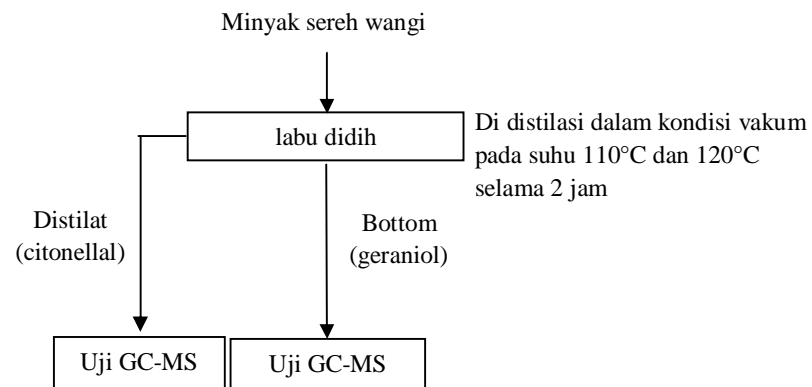 Minyak sereh wangi
labu didih
Di distilasi dalam kondisi vakum
pada suhu 110°C dan 120°C
selama 2 jam
Distilat
(citonellal)
Bottom
(geraniol)
Uji GC-MS
Uji GC-MS